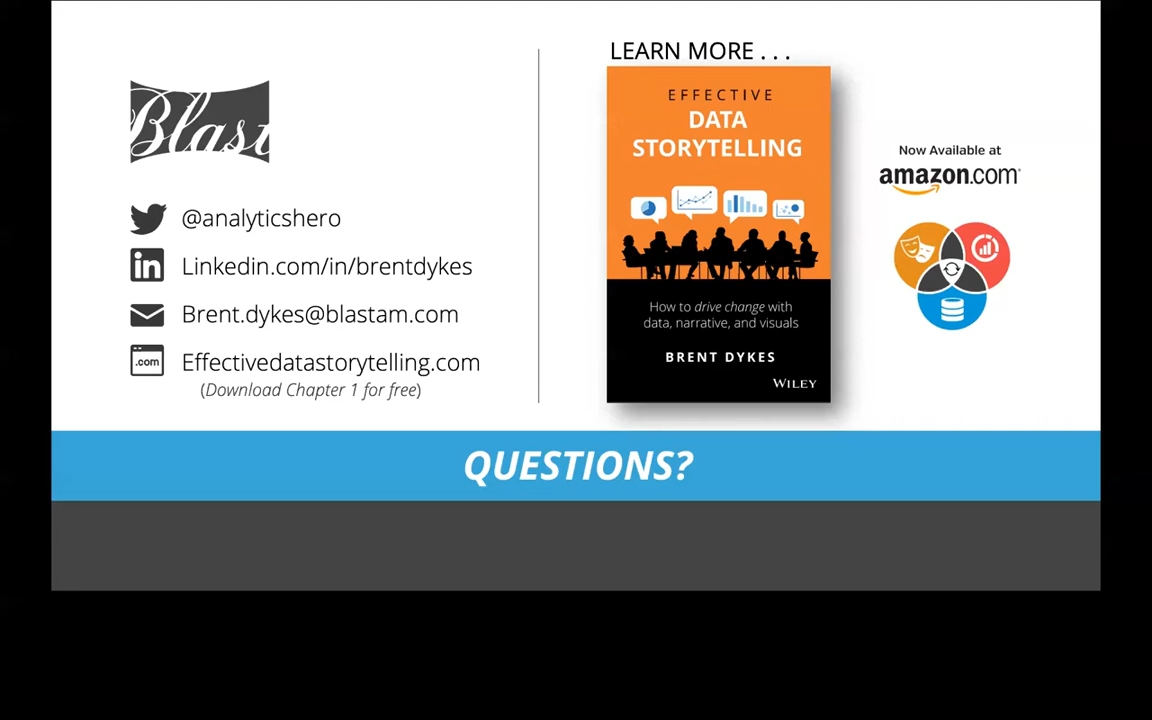 Blast
@analyticshero
in
Linkedin.com/in/brentdykes
Brent.dykes@blastam.com
.com
Effectivedatastorytelling.com
(Download Chapter 1 for free)
LEARN MORE . . .
EFFECTIVE
DATA
STORYTELLING
How to drive change with
data, narrative, and visuals
BRENT DYKES
WILEY
Now Available at
amazon.com
QUESTIONS?